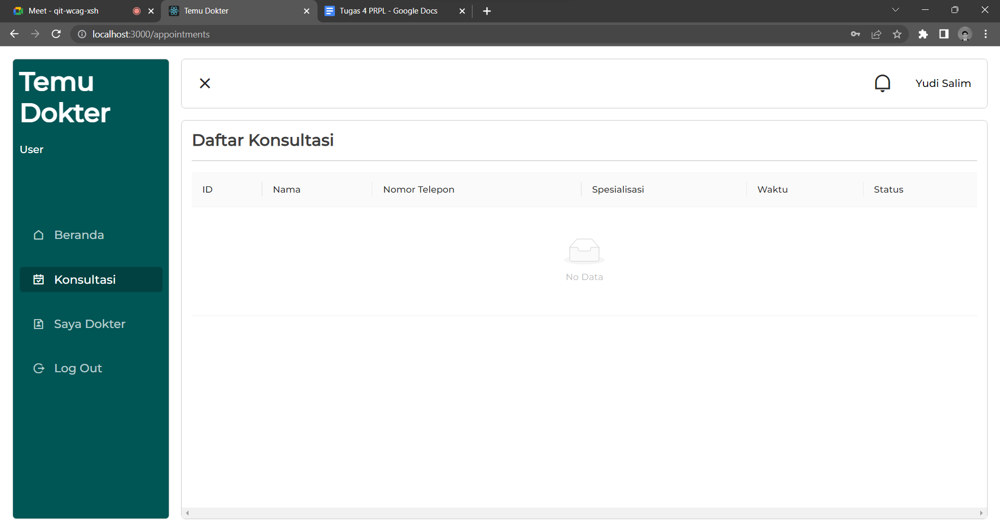 Meet - qit-wcag-xsh
Temu Dokter
Tugas 4 PRPL - Google Docs
localhost:3000/appointments
Temu
Dokter
User
Beranda
Konsultasi
Saya Dokter
Log Out
Yudi Salim
Daftar Konsultasi
ID Nama Nomor Telepon Spesialisasi Waktu Status
No Data